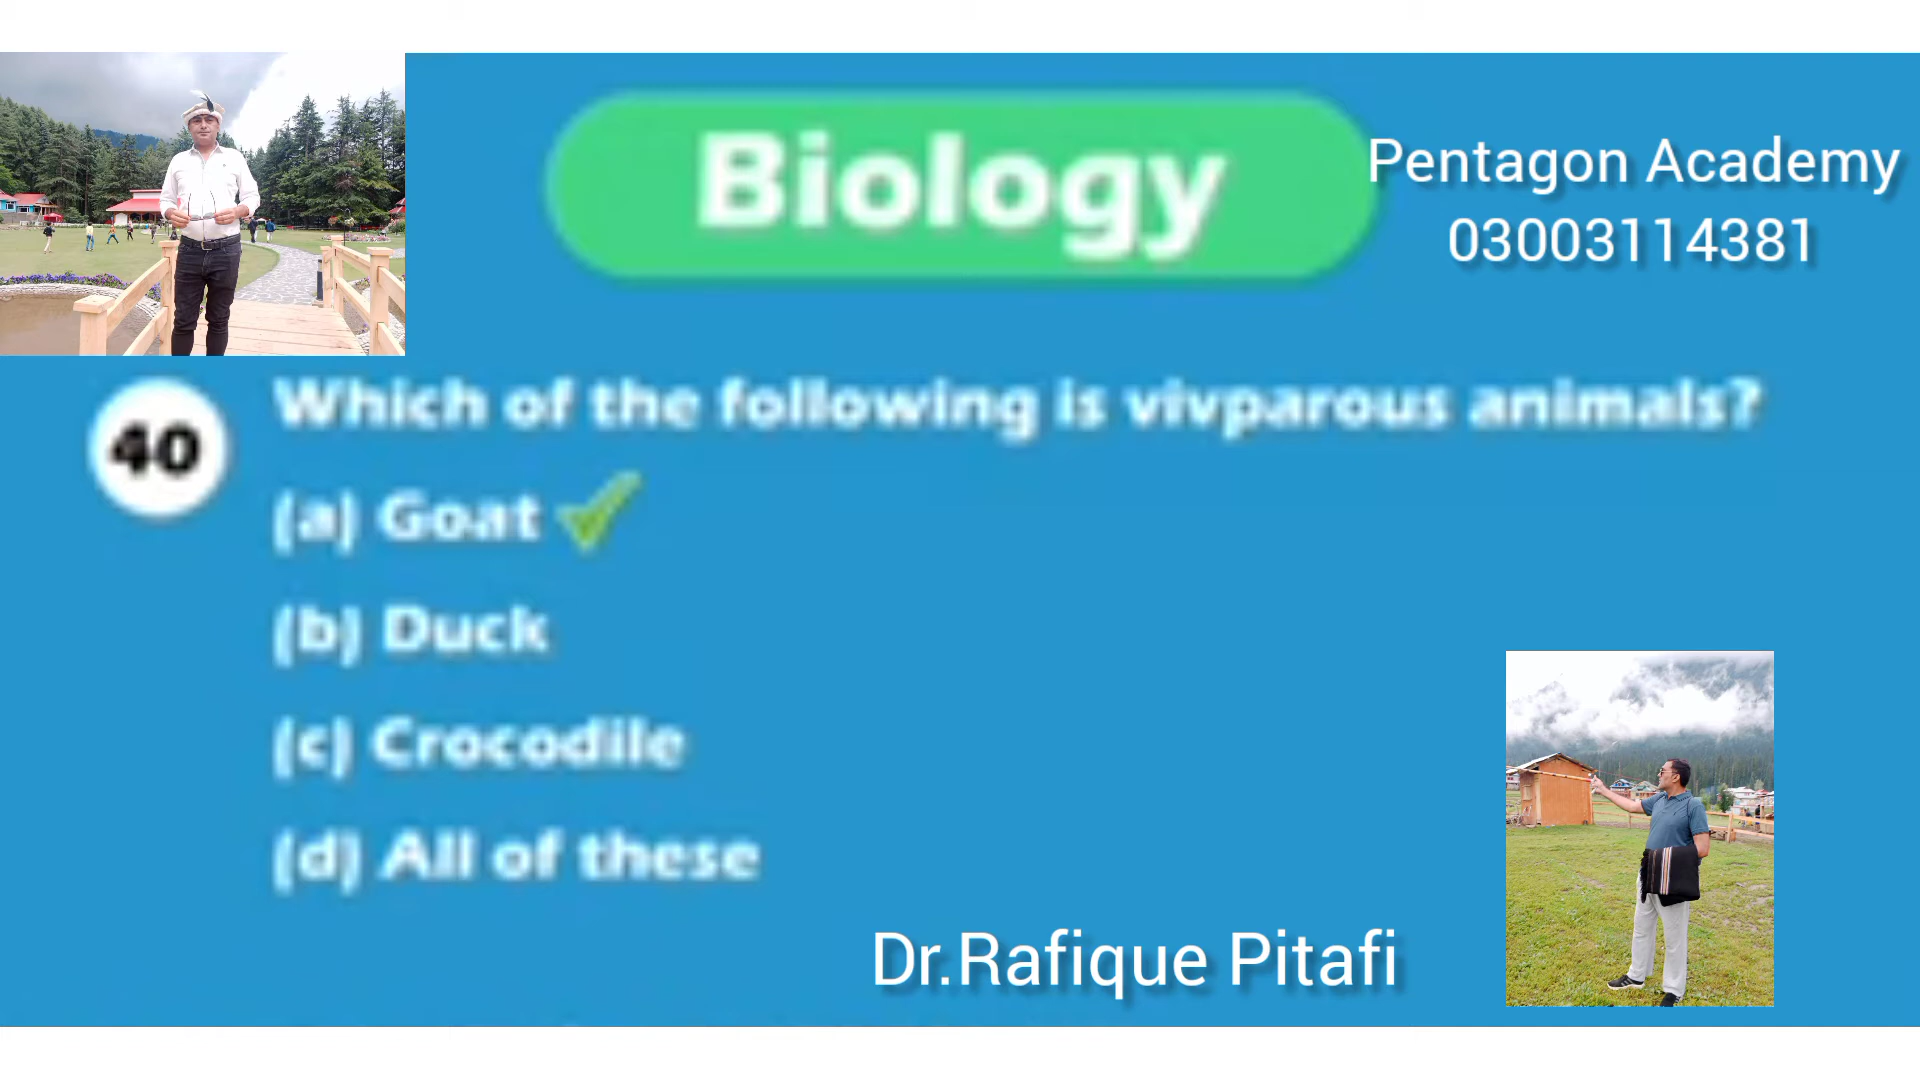 Biology
Pentagon Academy
03003114381
40
Which of the following is vivparous animals?
(a) Goat
(b) Duck
(c) Crocodile
(d) All of these
Dr.Rafique Pitafi